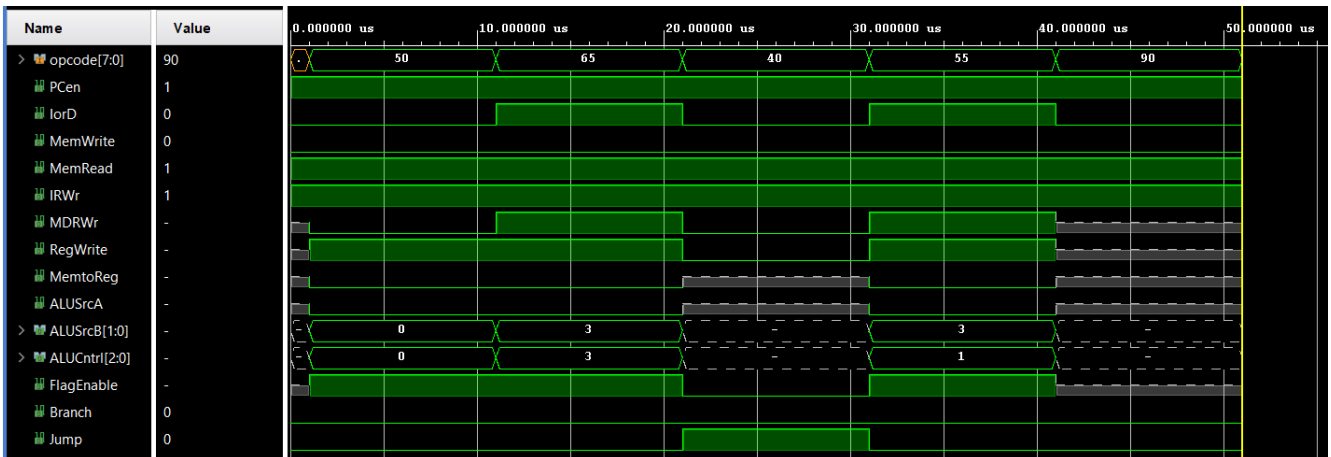 Name Value 0.000000 us 10.000000 us 20.000000 us 30.000000 us 40.000000 us 50.000000 us
> opcode[7:0] 90 . 50 65 40 55 90
PCen 1
IorD 0
MemWrite 0
MemRead 1
IRWr 1
MDRWr -
RegWrite -
MemtoReg -
ALUSrcA -
> ALUSrcB[1:0] - - 0 3 - 3 -
> ALUCntrl[2:0] - - 0 3 - 1 -
FlagEnable -
Branch 0
Jump 0